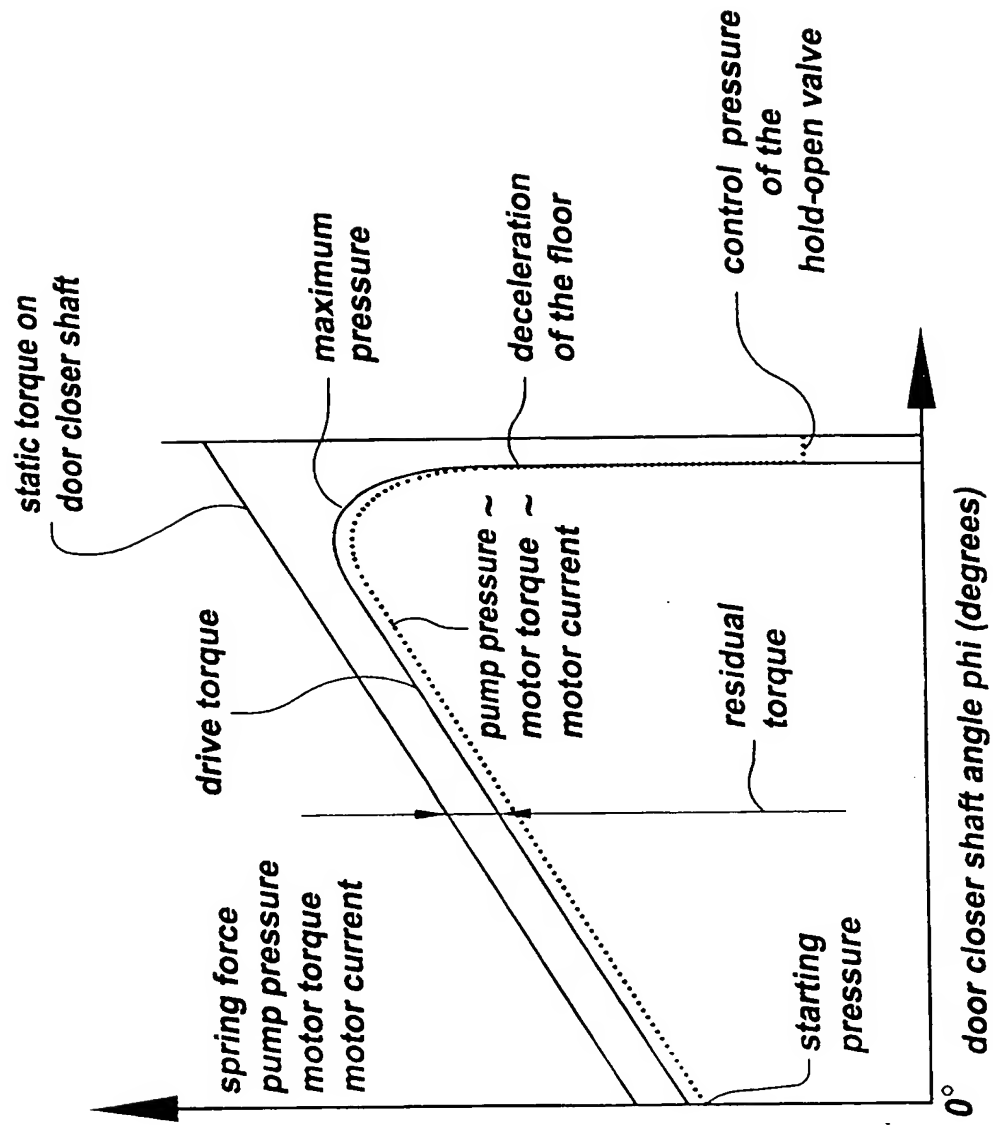 static torque on
door closer shaft
spring force
pump pressure
motor torque
motor current
drive torque
maximum
pressure
pump pressure ~
motor torque ~
motor current
deceleration
of the floor
residual
torque
control pressure
of the
hold-open valve
starting
pressure
0°
door closer shaft angle phi (degrees)